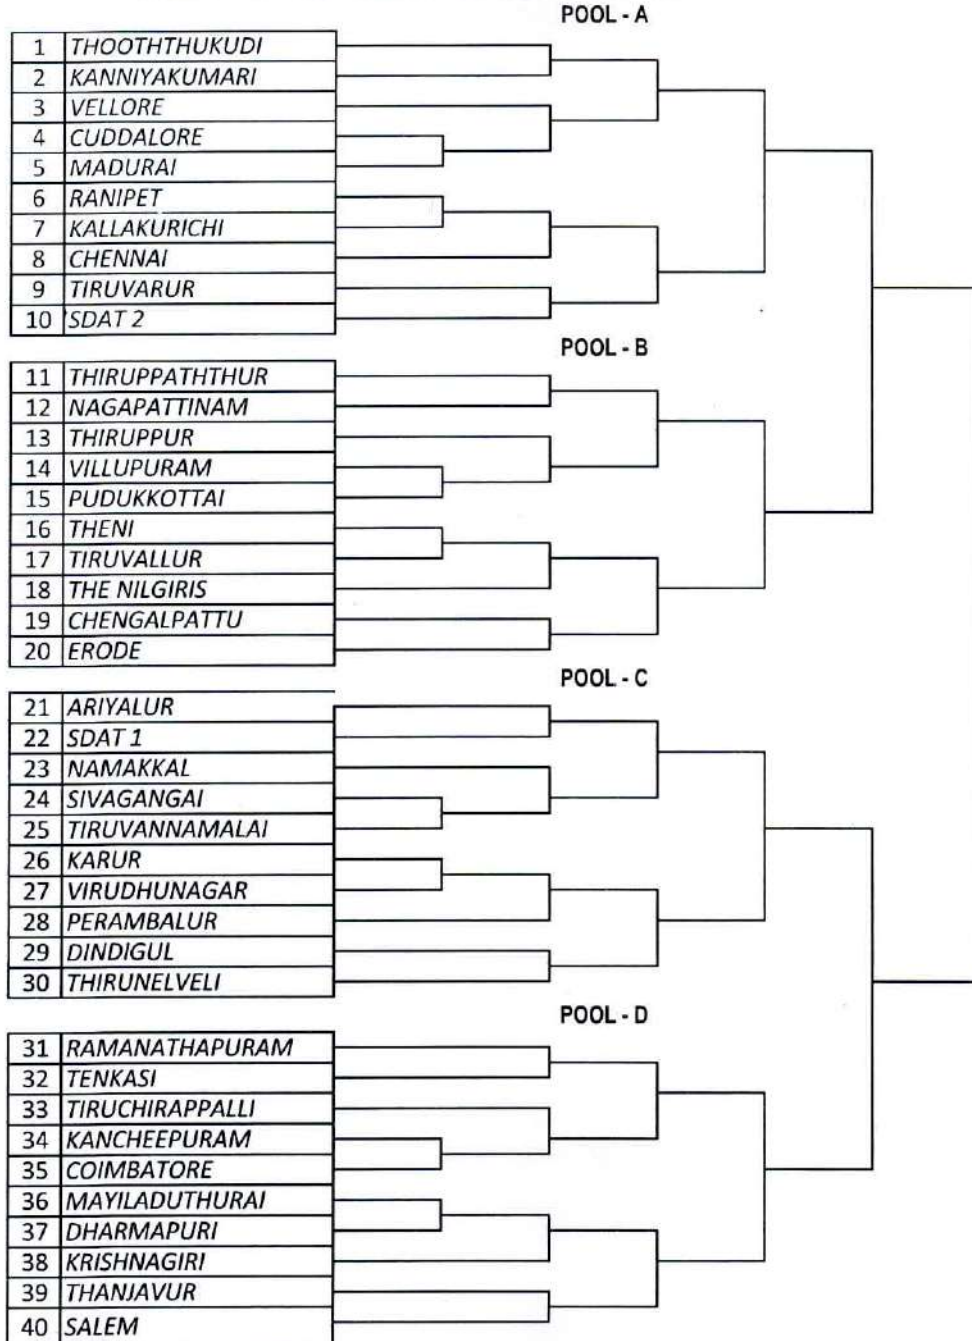 POOL - A
1 THOOTHTHUKUDI
2 KANNIYAKUMARI
3 VELLORE
4 CUDDALORE
5 MADURAI
6 RANIPET
7 KALLAKURICHI
8 CHENNAI
9 TIRUVARUR
10 SDAT 2
POOL - B
11 THIRUPPATHTHUR
12 NAGAPATTINAM
13 THIRUPPUR
14 VILLUPURAM
15 PUDUKKOTTAI
16 THENI
17 TIRUVALLUR
18 THE NILGIRIS
19 CHENGALPATTU
20 ERODE
POOL - C
21 ARIYALUR
22 SDAT 1
23 NAMAKKAL
24 SIVAGANGAI
25 TIRUVANNAMALAI
26 KARUR
27 VIRUDHUNAGAR
28 PERAMBALUR
29 DINDIGUL
30 THIRUNELVELI
POOL - D
31 RAMANATHAPURAM
32 TENKASI
33 TIRUCHIRAPPALLI
34 KANCHEEPURAM
35 COIMBATORE
36 MAYILADUTHURAI
37 DHARMAPURI
38 KRISHNAGIRI
39 THANJAVUR
40 SALEM